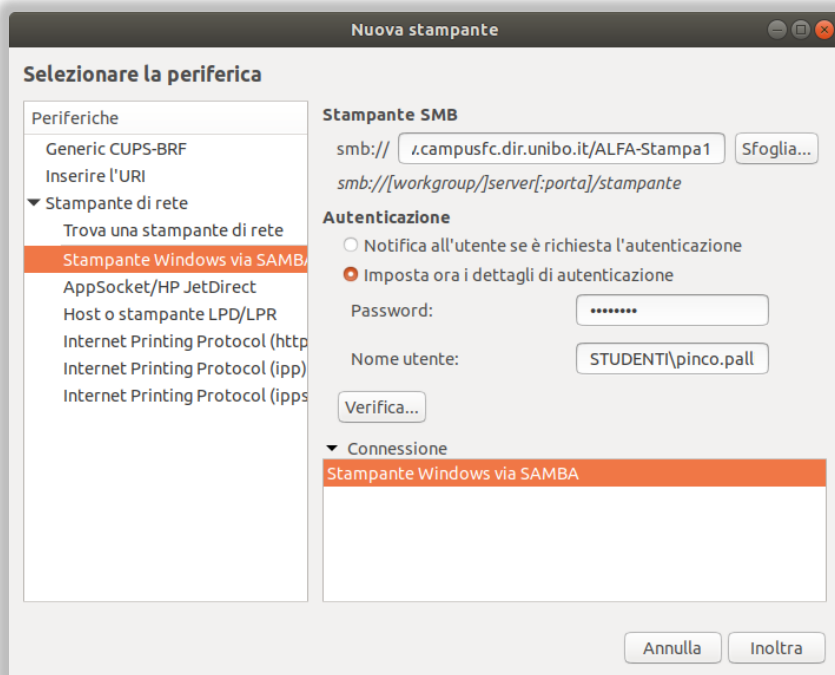 Nuova stampante
Selezionare la periferica
Periferiche
Generic CUPS-BRF
Inserire l'URI
Stampante di rete
Trova una stampante di rete
Stampante Windows via SAMBA
AppSocket/HP JetDirect
Host o stampante LPD/LPR
Internet Printing Protocol (http
Internet Printing Protocol (ipp)
Internet Printing Protocol (ipps
Stampante SMB
smb:// .campusfc.dir.unibo.it/ALFA-Stampa1 Sfoglia...
smb://[workgroup/]server[:porta]/stampante
Autenticazione
Notifica all'utente se è richiesta l'autenticazione
Imposta ora i dettagli di autenticazione
Password: ••••••••
Nome utente: STUDENTI\pinco.pall
Verifica...
Connessione
Stampante Windows via SAMBA
Annulla Inoltra